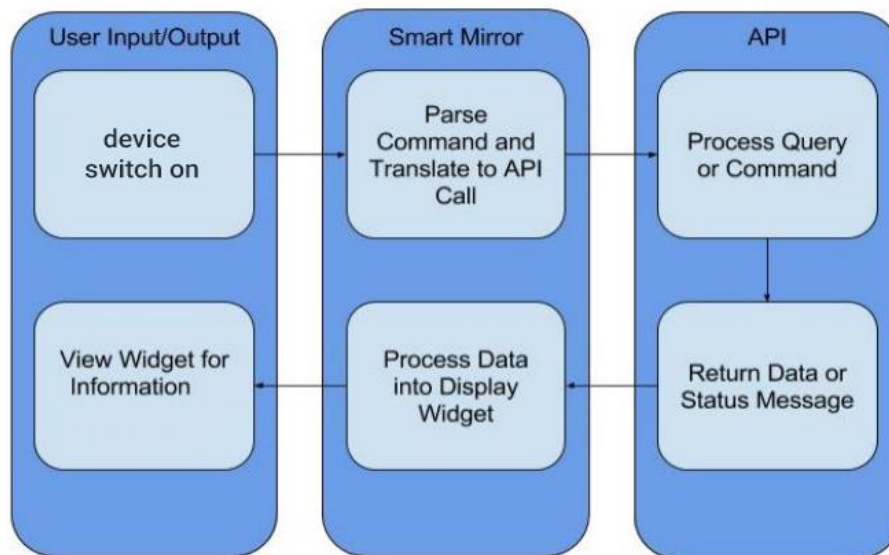 User Input/Output
Smart Mirror
API
device
switch on
Parse
Command and
Translate to API
Call
Process Query
or Command
View Widget for
Information
Process Data
into Display
Widget
Return Data or
Status Message